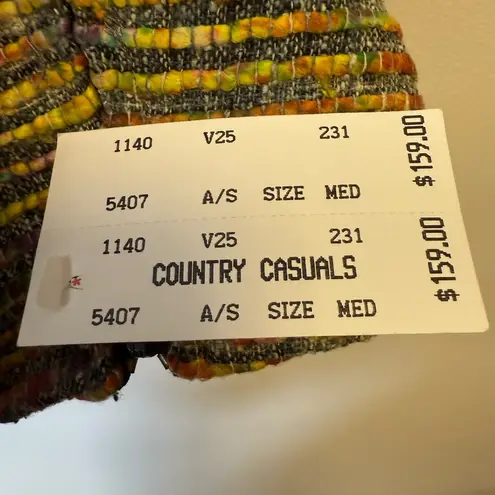 1140 V25 231
$159.00
5407 A/S SIZE MED
1140 V25 231
COUNTRY CASUALS
$159.00
5407 A/S SIZE MED